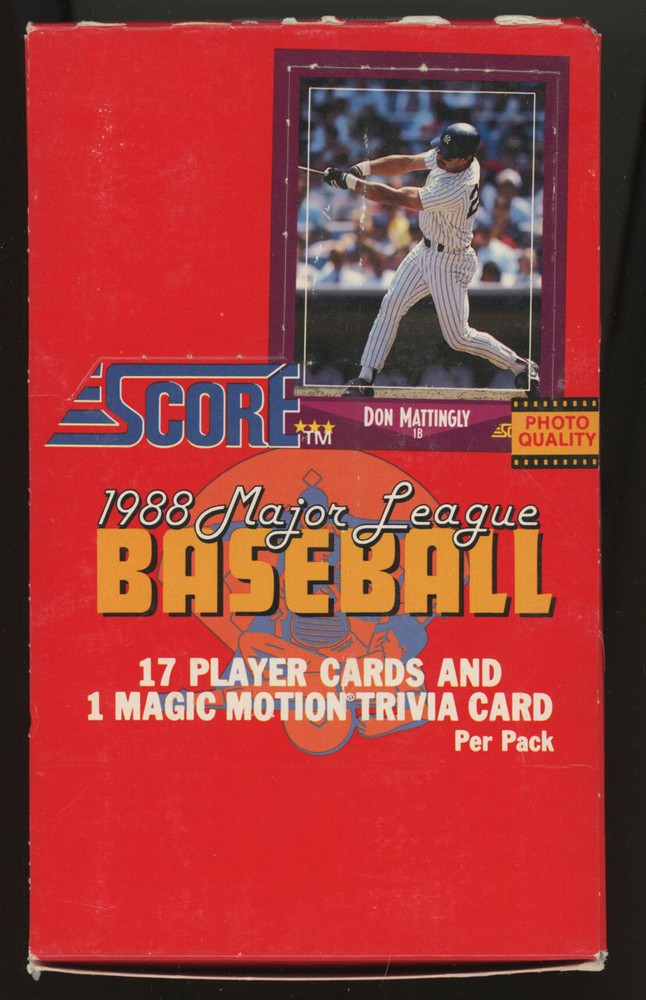 SCORE
TM
DON MATTINGLY
1B
PHOTO
QUALITY
1988 Major League
BASEBALL
17 PLAYER CARDS AND
1 MAGIC MOTION® TRIVIA CARD
Per Pack